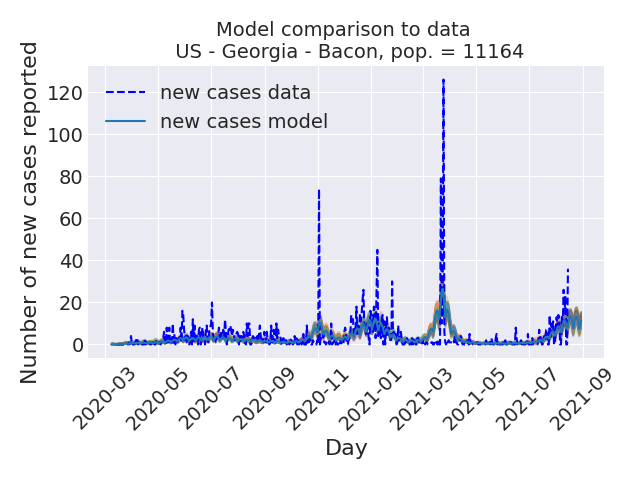 Model comparison to data
US - Georgia - Bacon, pop. = 11164
Number of new cases reported
120
100
80
60
40
20
0
new cases data
new cases model
2020-03
2020-05
2020-07
2020-09
2020-11
2021-01
2021-03
2021-05
2021-07
2021-09
Day